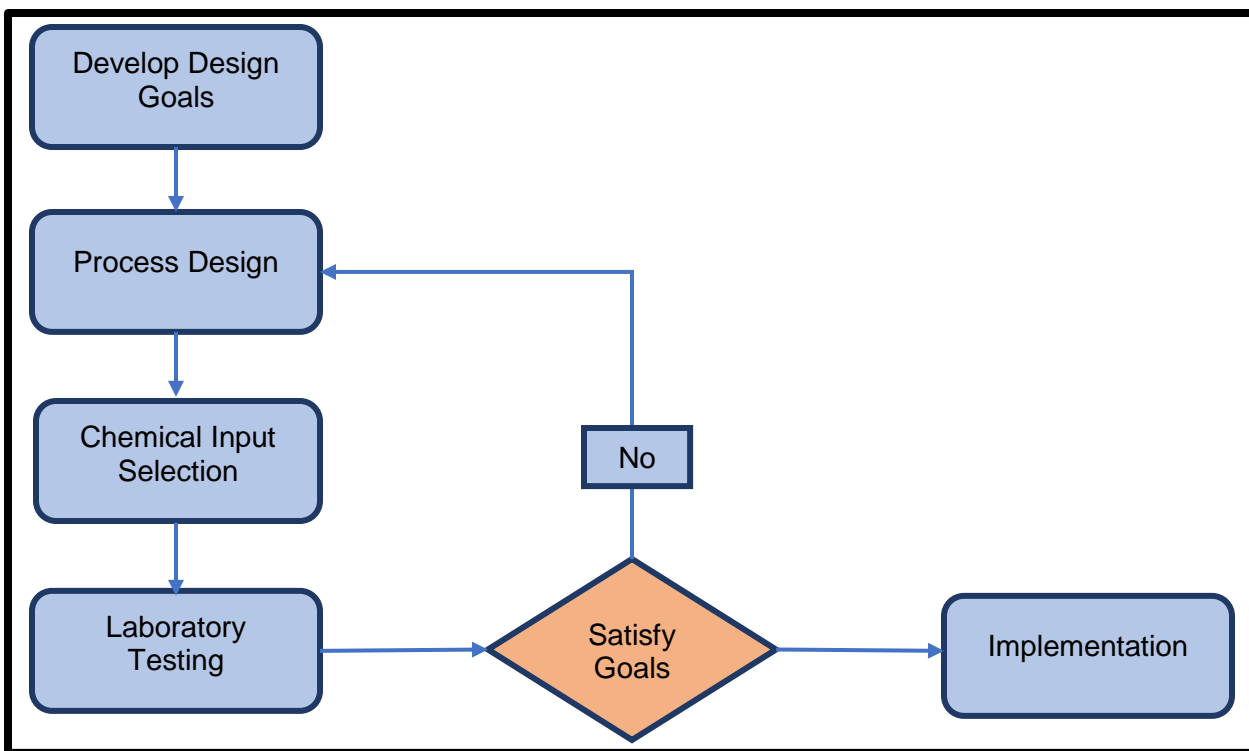 Develop Design
Goals
Process Design
Chemical Input
Selection
No
Laboratory
Testing
Satisfy
Goals
Implementation